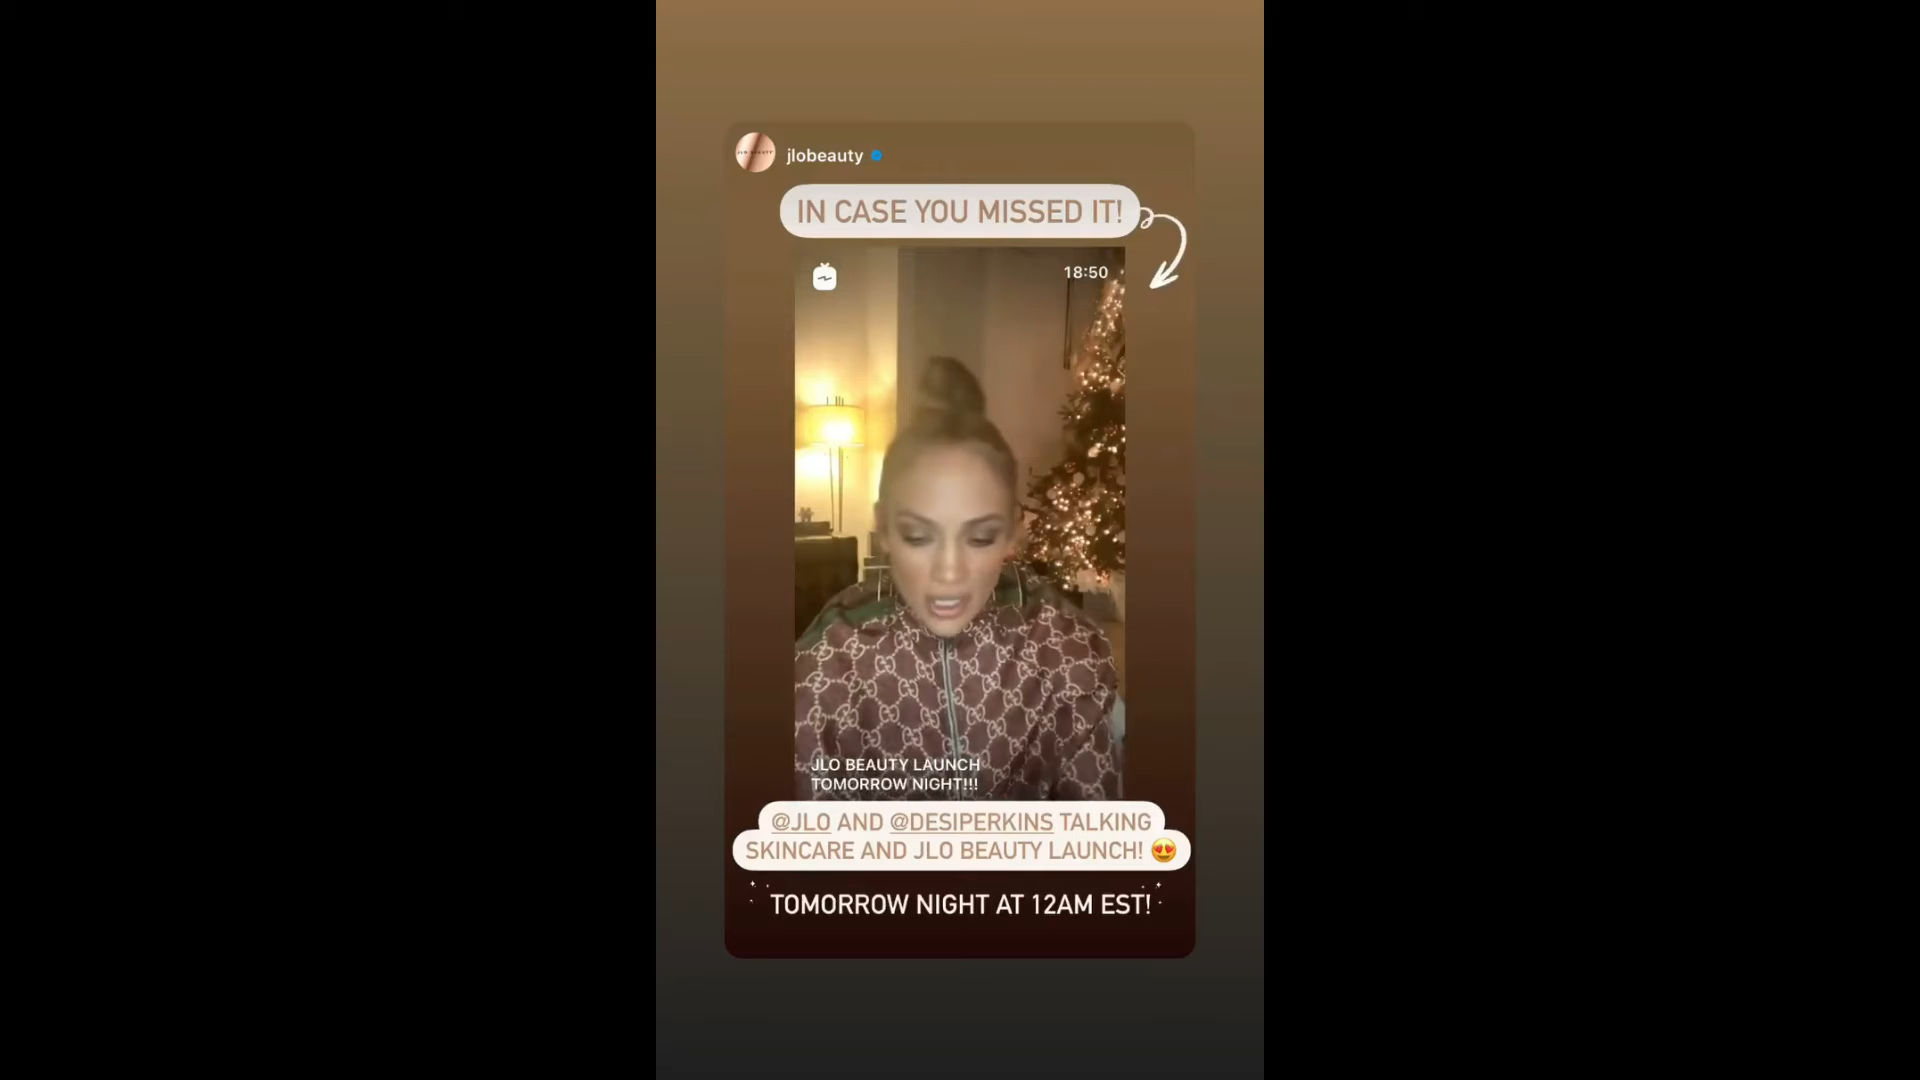 jlobeauty
IN CASE YOU MISSED IT!
18:50
JLO BEAUTY LAUNCH
TOMORROW NIGHT!!!
@JLO AND @DESIPERKINS TALKING
SKINCARE AND JLO BEAUTY LAUNCH! 😍
TOMORROW NIGHT AT 12AM EST!